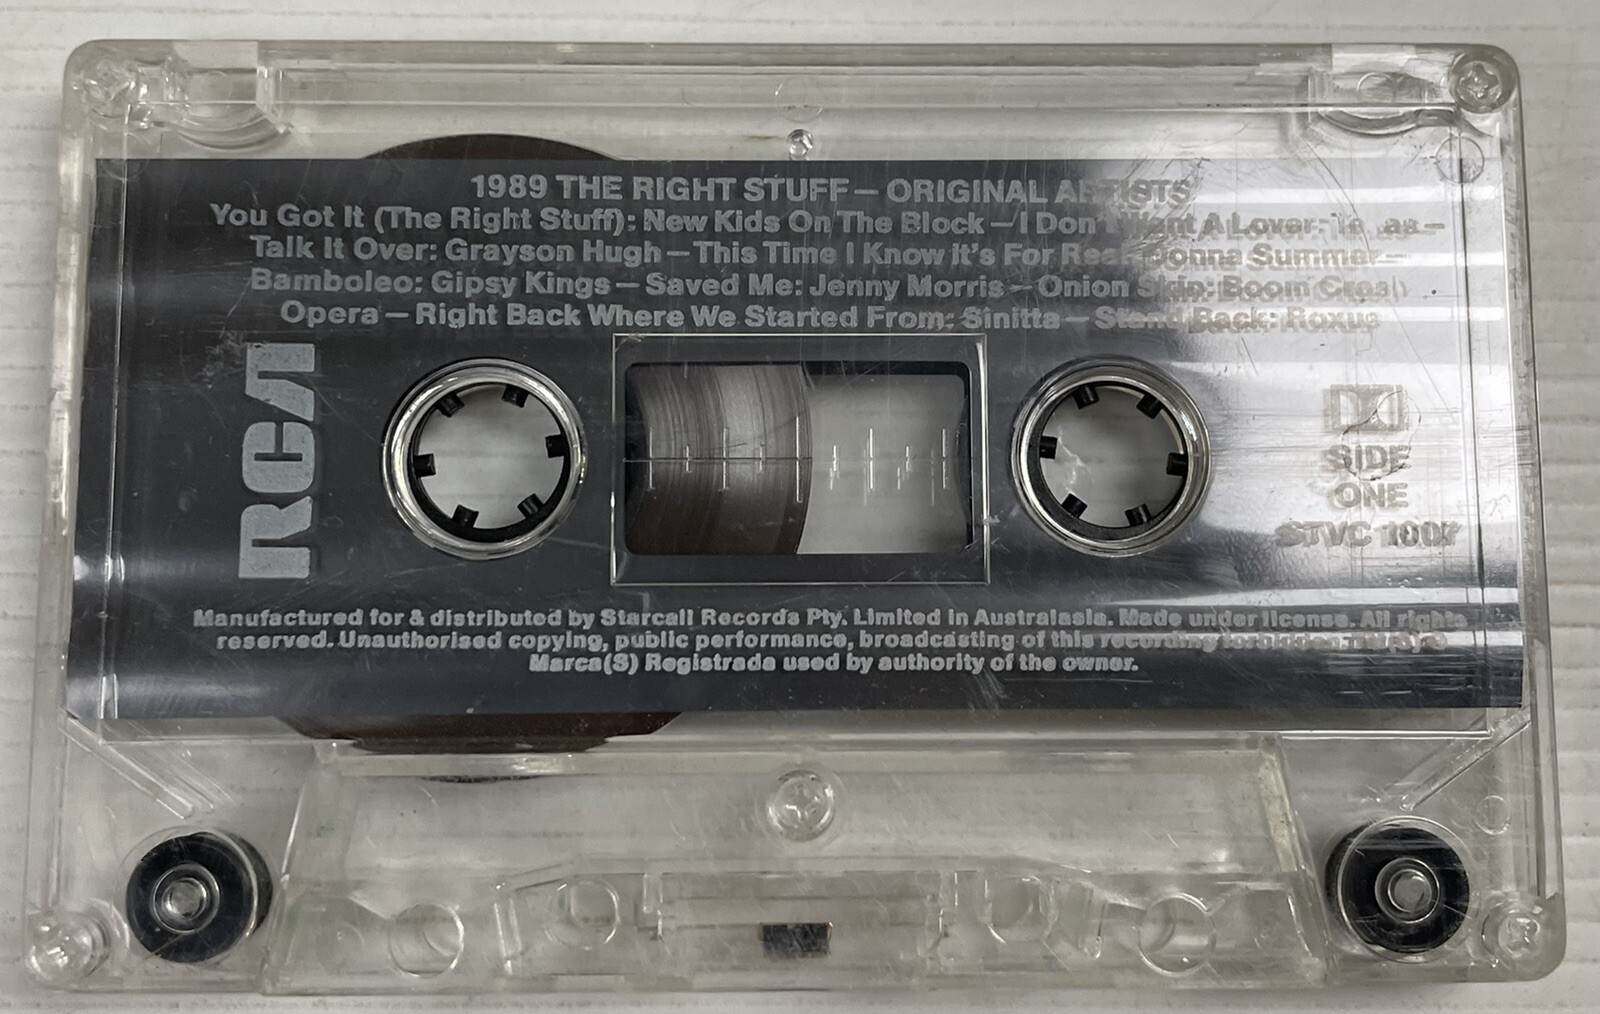 1989 THE RIGHT STUFF — ORIGINAL ARTISTS
You Got It (The Right Stuff): New Kids On The Block — I Don't Want A Lover:
Talk It Over: Grayson Hugh — This Time I Know It's For Real: Donna Summer —
Bamboleo: Gipsy Kings — Saved Me: Jenny Morris — Onion Skin: Boom Crash
Opera — Right Back Where We Started From: Sinitta — Stand Back: Roxus
RCA
SIDE
ONE
STVC 1007
Manufactured for & distributed by Starcall Records Pty. Limited in Australasia. Made under license. All rights
reserved. Unauthorised copying, public performance, broadcasting of this recording forbidden.
Marca(S) Registrada used by authority of the owner.